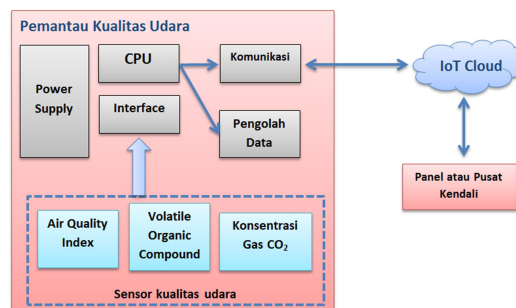 Pemantau Kualitas Udara
Power
Supply
CPU
Interface
Komunikasi
Pengolah
Data
IoT Cloud
Panel atau Pusat
Kendali
Air Quality
Index
Volatile
Organic
Compound
Konsentrasi
Gas CO₂
Sensor kualitas udara